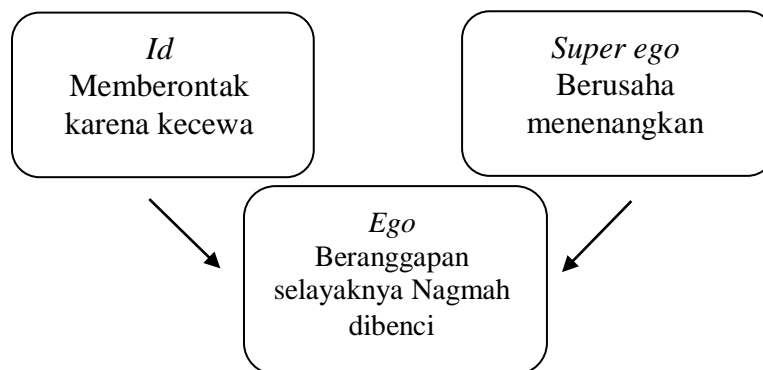 Id
Memberontak
karena kecewa
Super ego
Berusaha
menenangkan
Ego
Beranggapan
selayaknya Nagmah
dibenci